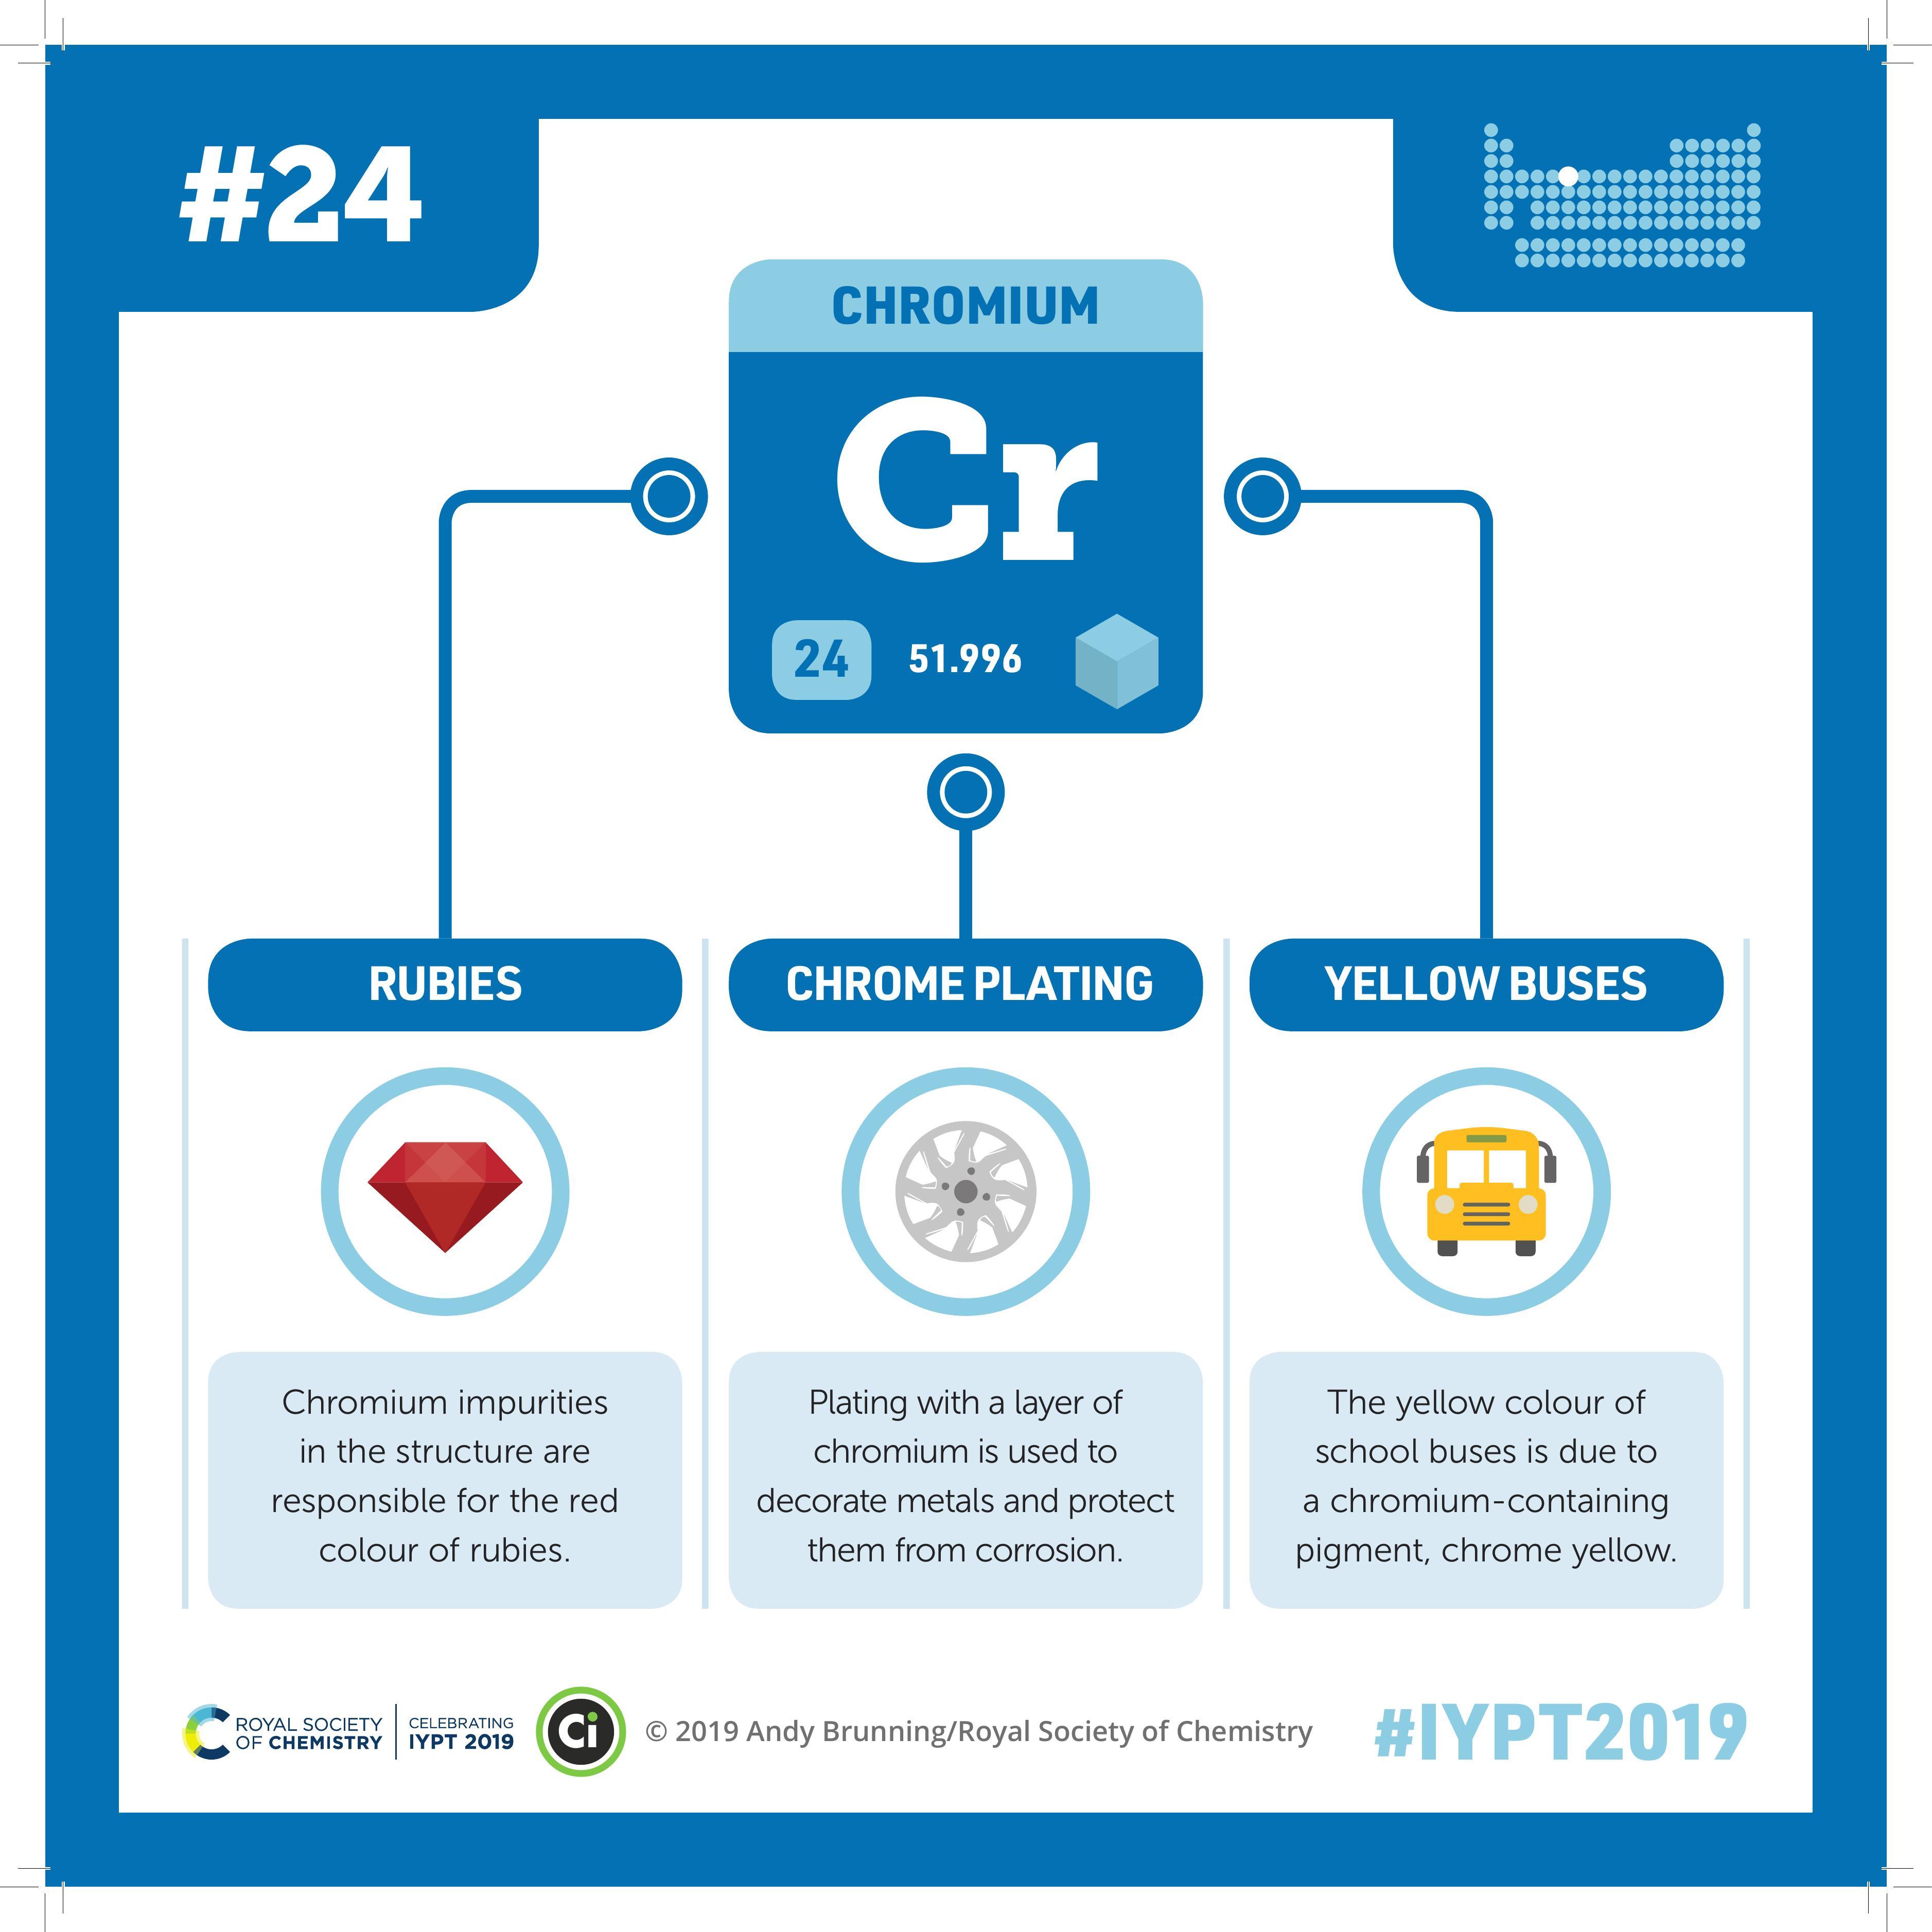 #24
CHROMIUM
Cr
24
51.996
RUBIES
Chromium impurities
in the structure are
responsible for the red
colour of rubies.
CHROME PLATING
Plating with a layer of
chromium is used to
decorate metals and protect
them from corrosion.
YELLOW BUSES
The yellow colour of
school buses is due to
a chromium-containing
pigment, chrome yellow.
ROYAL SOCIETY
OF CHEMISTRY
CELEBRATING
IYPT 2019
Ci
© 2019 Andy Brunning/Royal Society of Chemistry
#IYPT2019